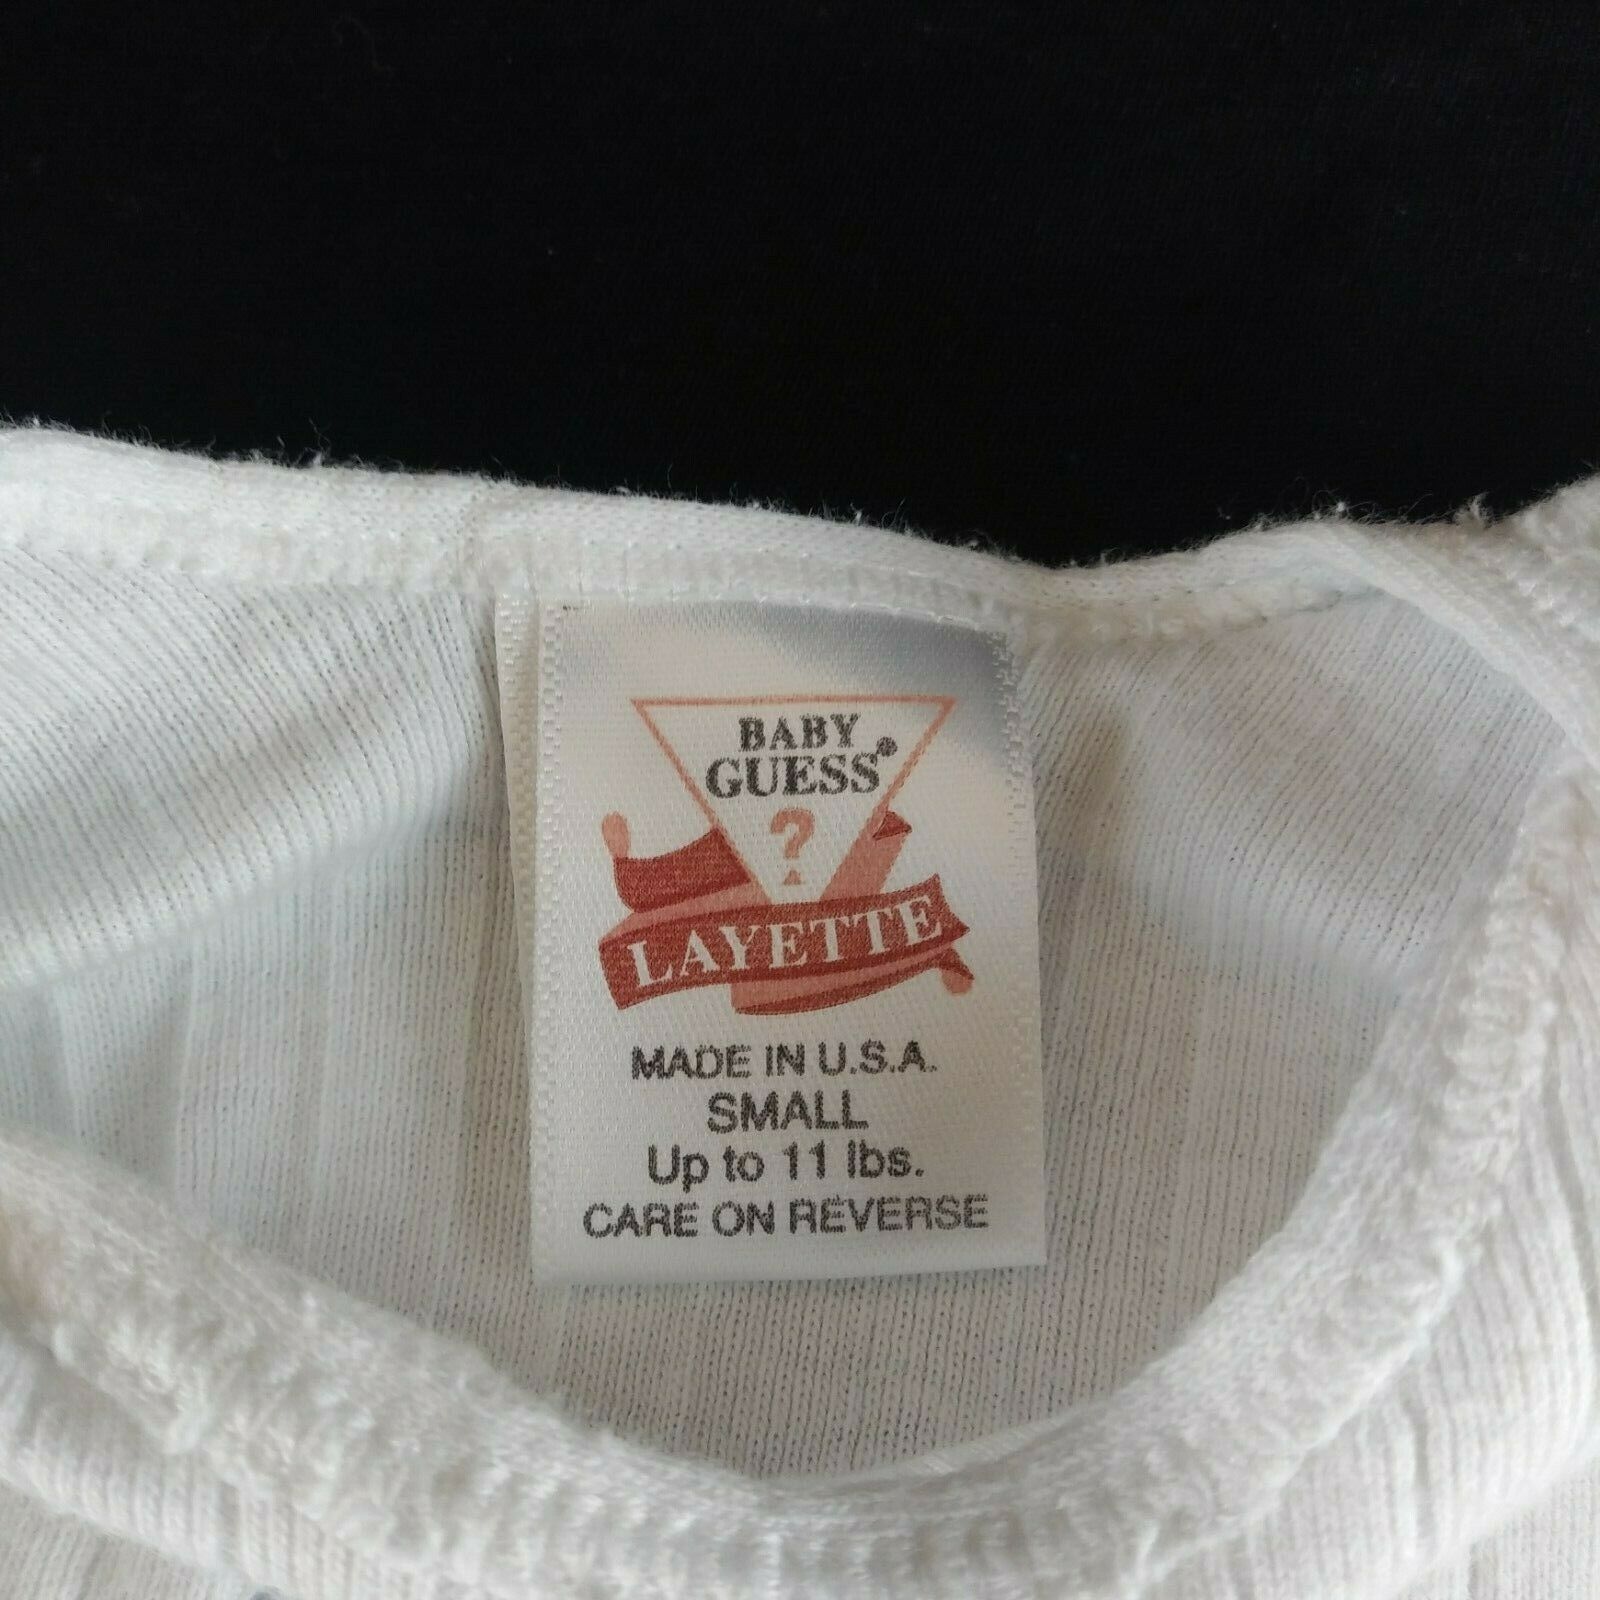 BABY
GUESS®
?
LAYETTE
MADE IN U.S.A.
SMALL
Up to 11 lbs.
CARE ON REVERSE